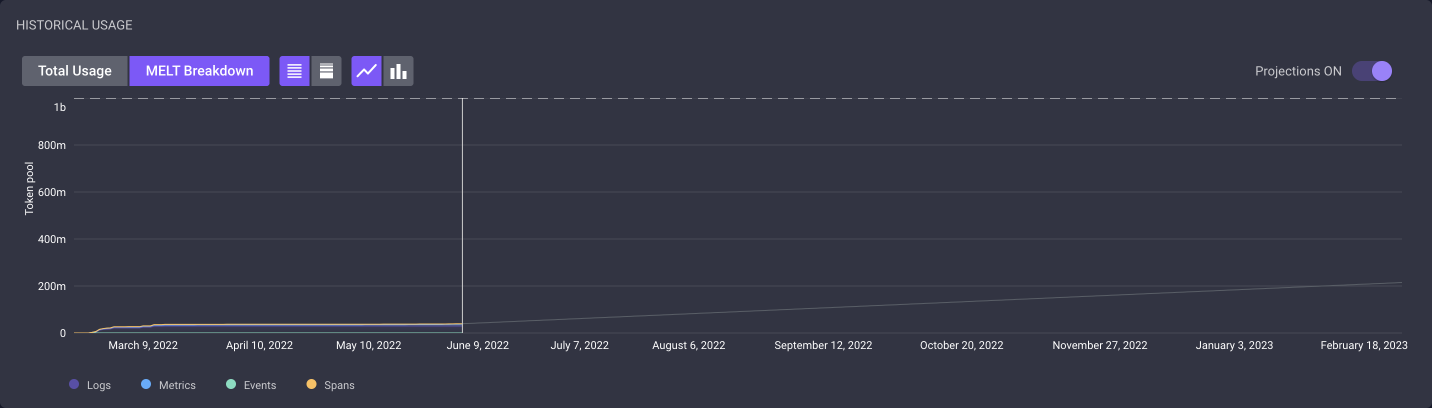 HISTORICAL USAGE
Total Usage MELT Breakdown Projections ON
1b
800m
600m
400m
200m
0
Token pool
March 9, 2022 April 10, 2022 May 10, 2022 June 9, 2022 July 7, 2022 August 6, 2022 September 12, 2022 October 20, 2022 November 27, 2022 January 3, 2023 February 18, 2023
Logs Metrics Events Spans